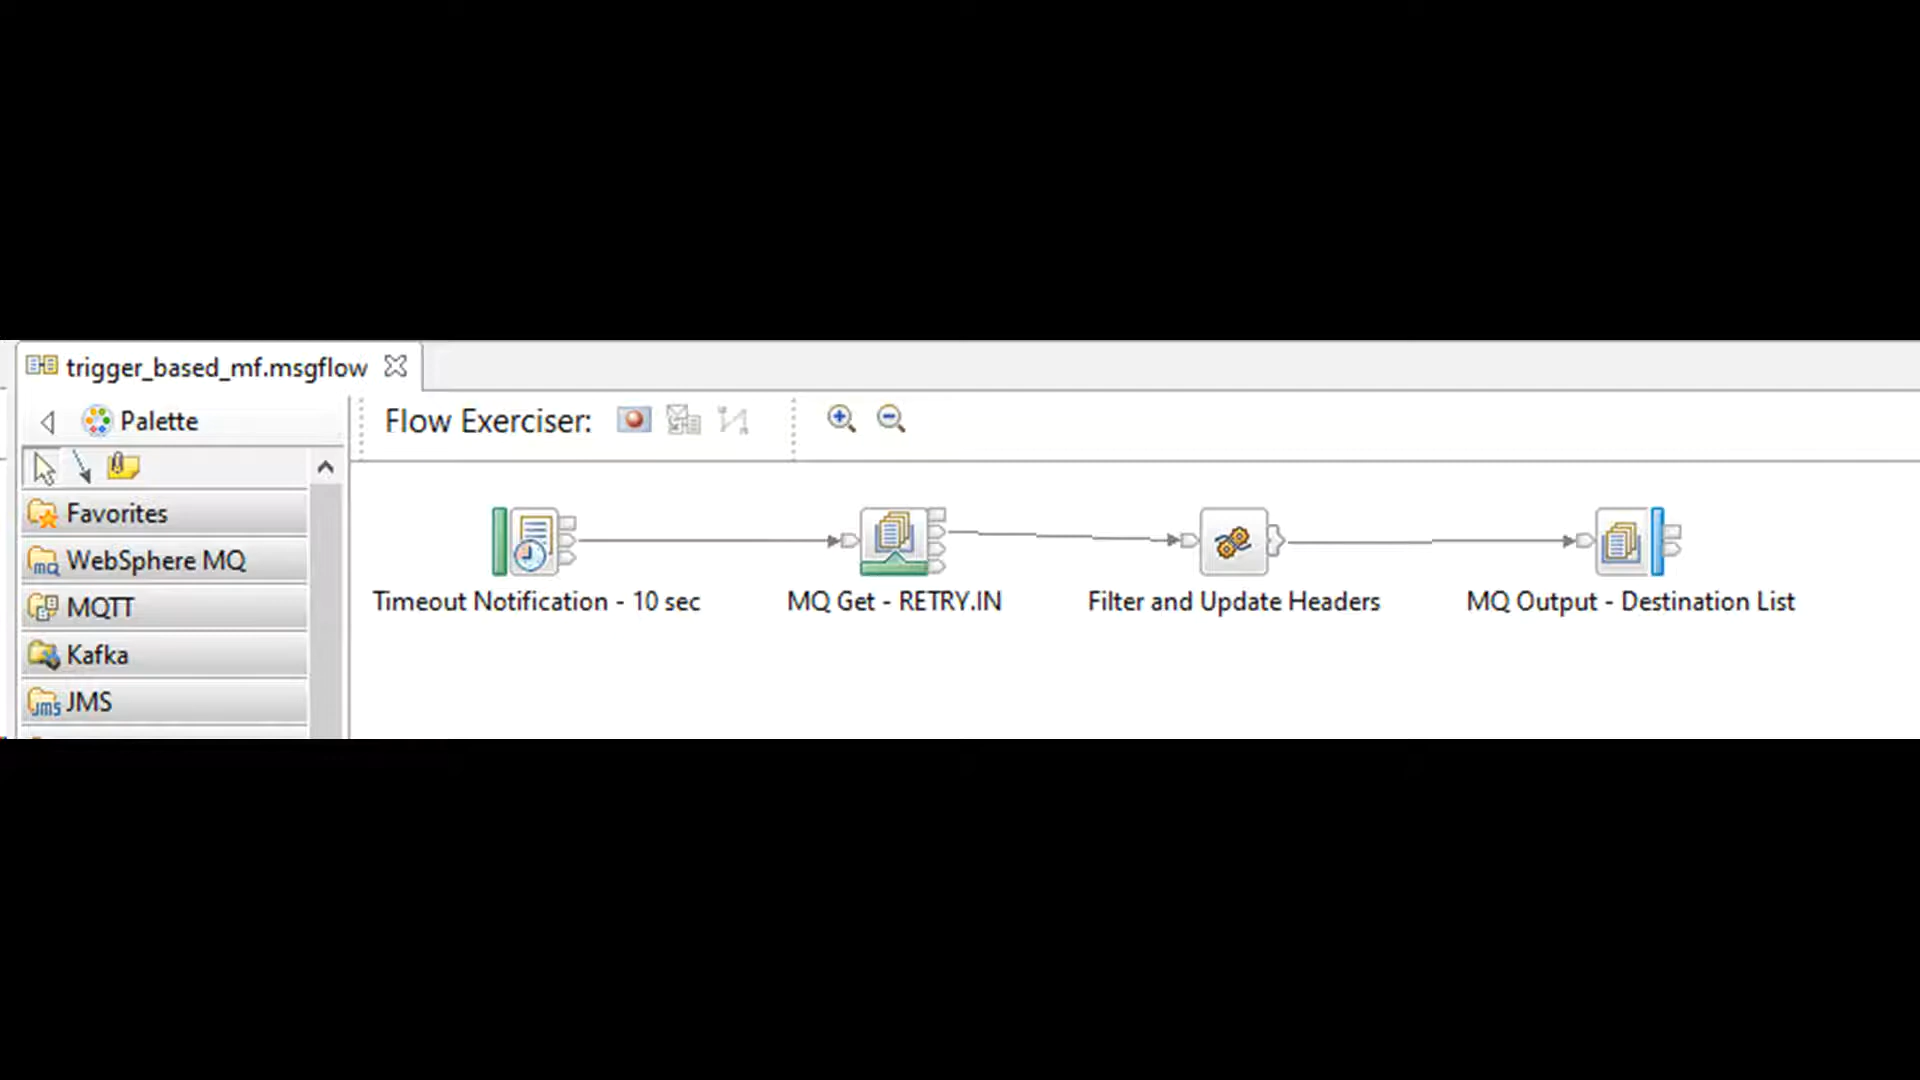 trigger_based_mf.msgflow
Palette
Flow Exerciser:
Favorites
WebSphere MQ
MQTT
Kafka
JMS
Timeout Notification - 10 sec
MQ Get - RETRY.IN
Filter and Update Headers
MQ Output - Destination List